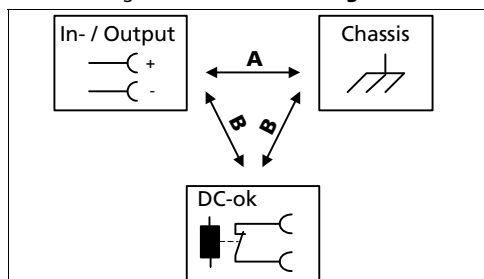 In- / Output
+
-
Chassis
A
B
B
DC-ok